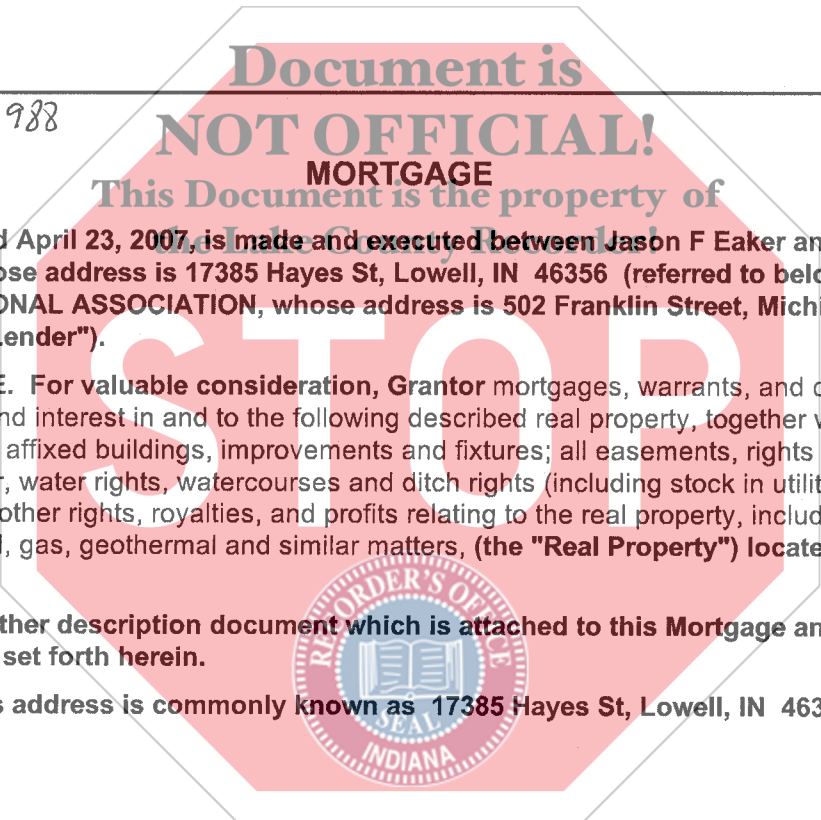 Document is
988
NOT OFFICIAL!
MORTGAGE
This Document is the property of
the Lake County Recorder!
d April 23, 2007, is made and executed between Jason F Eaker an
ose address is 17385 Hayes St, Lowell, IN 46356 (referred to belo
ONAL ASSOCIATION, whose address is 502 Franklin Street, Michi
ender").
STOP
E. For valuable consideration, Grantor mortgages, warrants, and c
nd interest in and to the following described real property, together w
affixed buildings, improvements and fixtures; all easements, rights
r, water rights, watercourses and ditch rights (including stock in utilit
other rights, royalties, and profits relating to the real property, includ
l, gas, geothermal and similar matters, (the "Real Property") locate
RECORDER'S OFFICE
ther description document which is attached to this Mortgage an
set forth herein.
s address is commonly known as 17385 Hayes St, Lowell, IN 463
SEAL
INDIANA